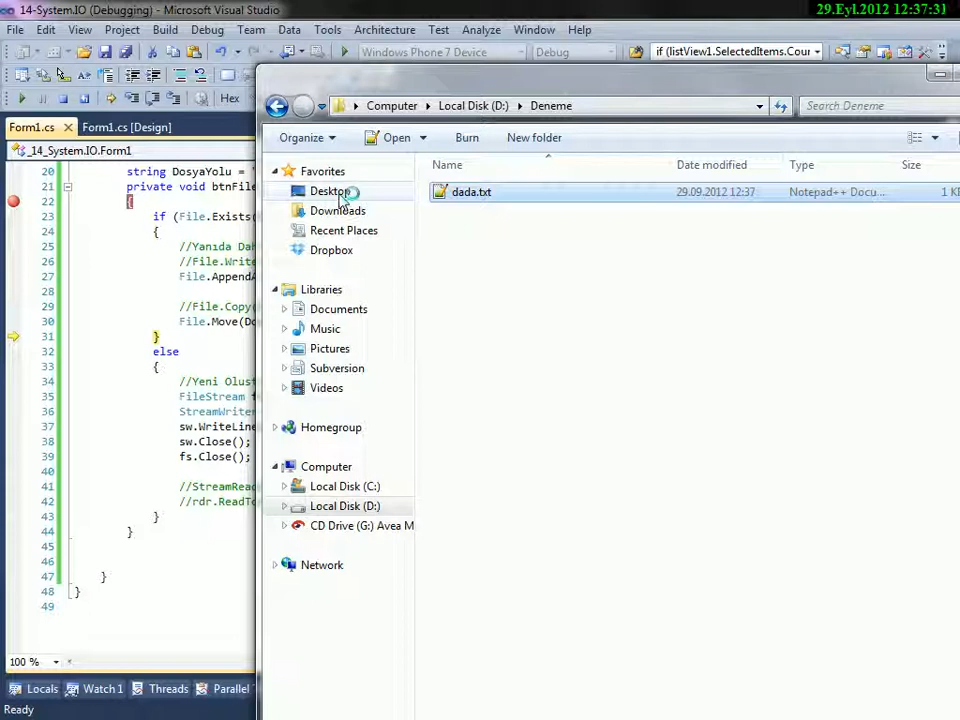 14-System.IO (Debugging) - Microsoft Visual Studio
29.Eyl.2012 12:37:31
File Edit View Project Build Debug Team Data Tools Architecture Test Analyze Window Help
Windows Phone 7 Device Debug if (listView1.SelectedItems.Cour
Hex
Computer Local Disk (D:) Deneme Search Deneme
Form1.cs Form1.cs [Design]
_14_System.IO.Form1
Organize Open Burn New folder
Name Date modified Type Size
dada.txt 29.09.2012 12:37 Notepad++ Docu... 1 K
Favorites
Desktop
Downloads
Recent Places
Dropbox
Libraries
Documents
Music
Pictures
Subversion
Videos
Homegroup
Computer
Local Disk (C:)
Local Disk (D:)
CD Drive (G:) Avea M
Network
20 string DosyaYolu =
21 private void btnFile
22 {
23 if (File.Exists(
24 {
25 //Yanıda Dah
26 //File.Write
27 File.AppendA
28
29 //File.Copy(
30 File.Move(Do
31 }
32 else
33 {
34 //Yeni Olust
35 FileStream f
36 StreamWriter
37 sw.WriteLine
38 sw.Close();
39 fs.Close();
40
41 //StreamRead
42 //rdr.ReadTo
43 }
44 }
45
46
47 }
48 }
49
100 %
Locals Watch 1 Threads Parallel
Ready